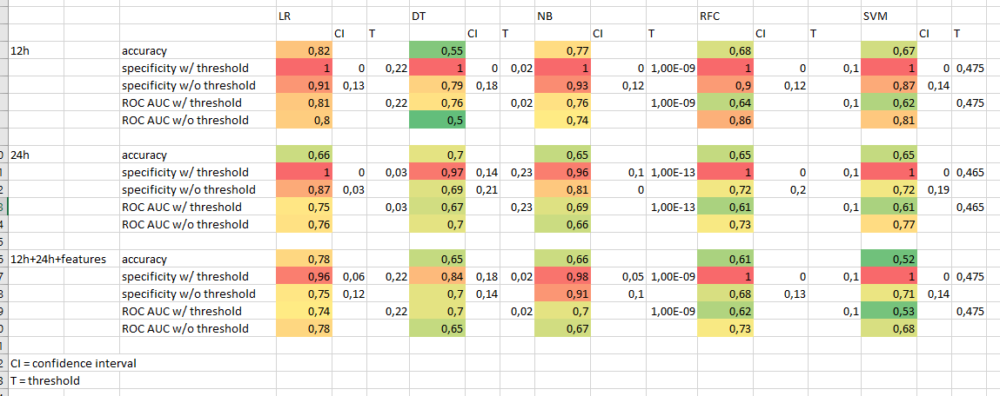 LR DT NB RFC SVM
CI T CI T CI T CI T CI T
12h accuracy 0,82 0,55 0,77 0,68 0,67
specificity w/ threshold 1 0 0,22 1 0 0,02 1 0 1,00E-09 1 0 0,1 1 0 0,475
specificity w/o threshold 0,91 0,13 0,79 0,18 0,93 0,12 0,9 0,12 0,87 0,14
ROC AUC w/ threshold 0,81 0,22 0,76 0,02 0,76 1,00E-09 0,64 0,1 0,62 0,475
ROC AUC w/o threshold 0,8 0,5 0,74 0,86 0,81
0 24h accuracy 0,66 0,7 0,65 0,65 0,65
1 specificity w/ threshold 1 0 0,03 0,97 0,14 0,23 0,96 0,1 1,00E-13 1 0 0,1 1 0 0,465
2 specificity w/o threshold 0,87 0,03 0,69 0,21 0,81 0 0,72 0,2 0,72 0,19
3 ROC AUC w/ threshold 0,75 0,03 0,67 0,23 0,69 1,00E-13 0,61 0,1 0,61 0,465
4 ROC AUC w/o threshold 0,76 0,7 0,66 0,73 0,77
5
6 12h+24h+features accuracy 0,78 0,65 0,66 0,61 0,52
7 specificity w/ threshold 0,96 0,06 0,22 0,84 0,18 0,02 0,98 0,05 1,00E-09 1 0 0,1 1 0 0,475
8 specificity w/o threshold 0,75 0,12 0,7 0,14 0,91 0,1 0,68 0,13 0,71 0,14
9 ROC AUC w/ threshold 0,74 0,22 0,7 0,02 0,7 1,00E-09 0,62 0,1 0,53 0,475
0 ROC AUC w/o threshold 0,78 0,65 0,67 0,73 0,68
1
2 CI = confidence interval
3 T = threshold